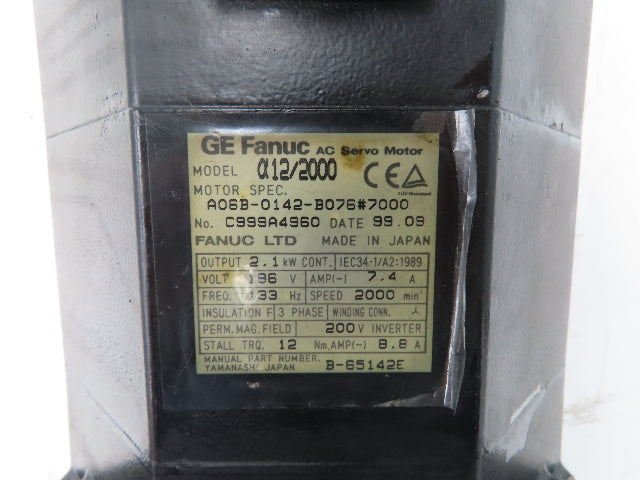 GE Fanuc AC Servo Motor
MODEL α12/2000
CE
MOTOR SPEC.
A06B-0142-B076#7000
No. C999A4960 DATE 99.09
FANUC LTD MADE IN JAPAN
OUTPUT 2.1 kW CONT. IEC34-1/A2:1989
VOLT 186 V AMP(~) 7.4 A
FREQ. 133 Hz SPEED 2000 min⁻¹
INSULATION F 3 PHASE WINDING CONN. ⅄
PERM. MAG. FIELD 200 V INVERTER
STALL TRQ. 12 Nm, AMP(~) 8.8 A
MANUAL PART NUMBER.
YAMANASHI JAPAN B-65142E